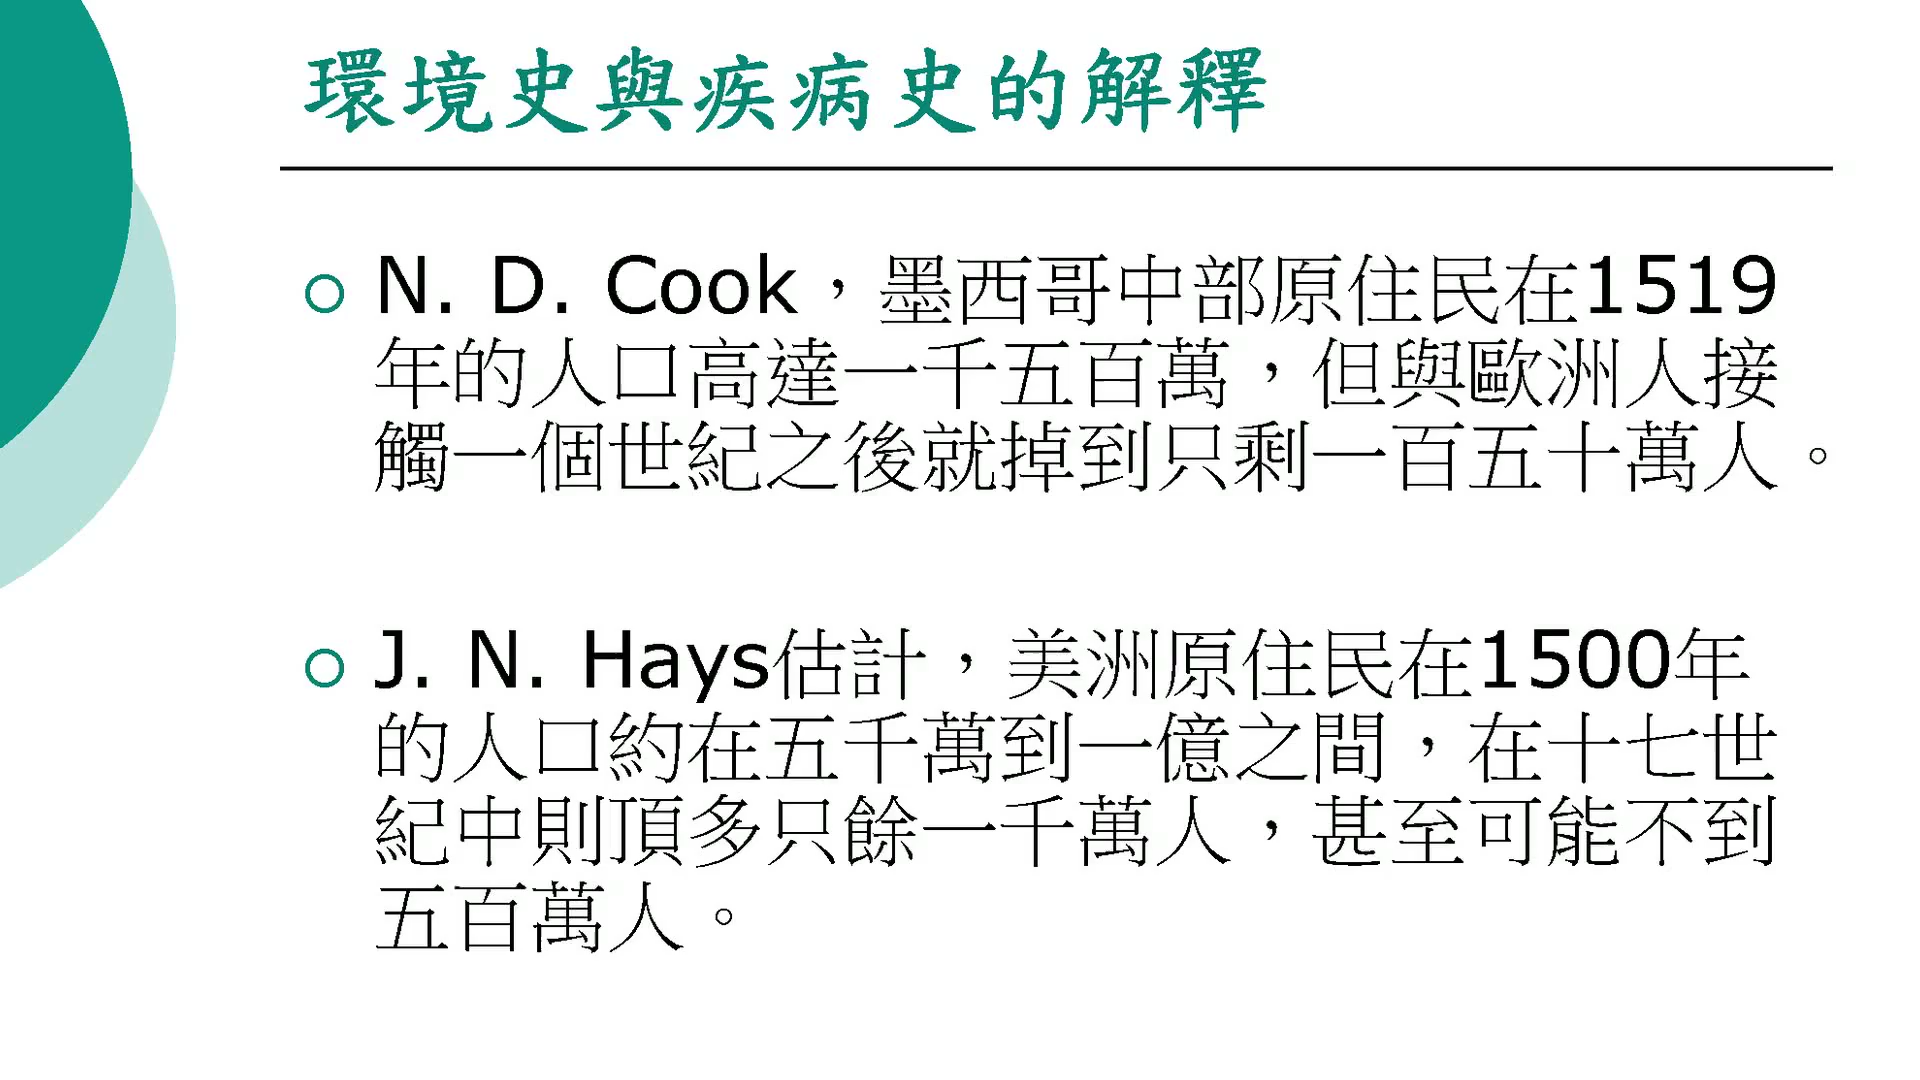 環境史與疾病史的解釋
N. D. Cook，墨西哥中部原住民在1519
年的人口高達一千五百萬，但與歐洲人接
觸一個世紀之後就掉到只剩一百五十萬人。
J. N. Hays估計，美洲原住民在1500年
的人口約在五千萬到一億之間，在十七世
紀中則頂多只餘一千萬人，甚至可能不到
五百萬人。